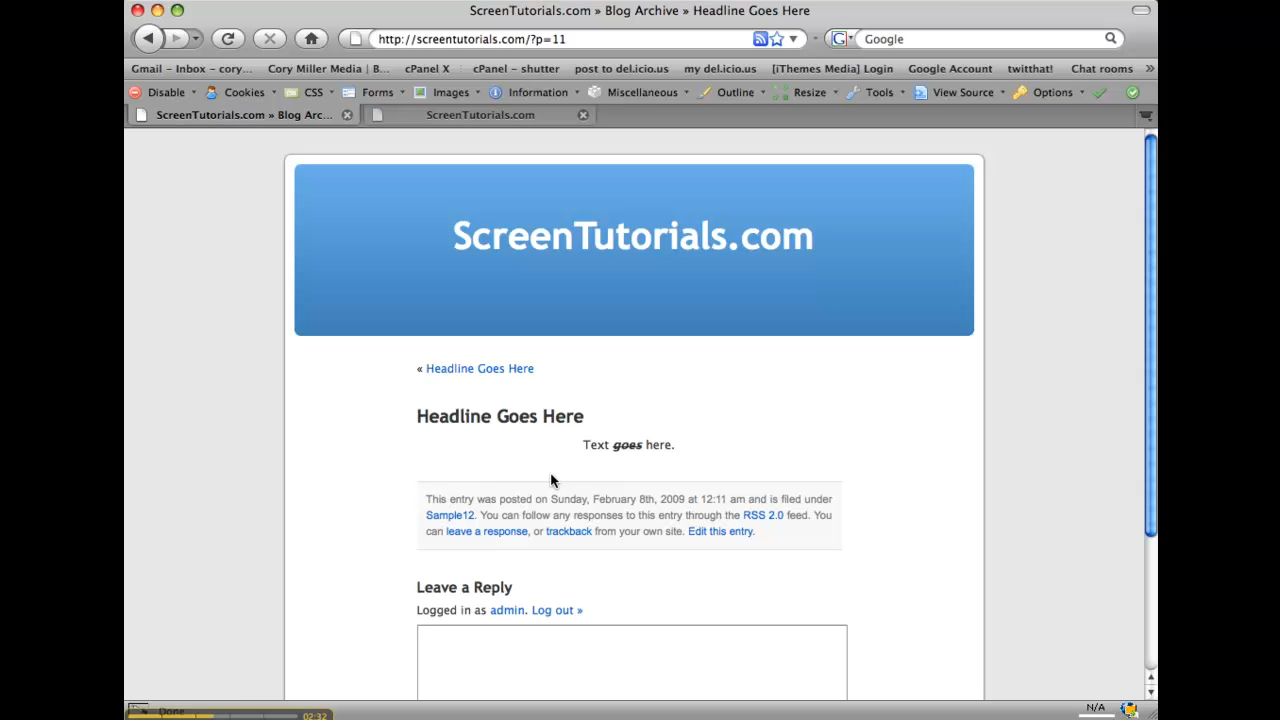 ScreenTutorials.com » Blog Archive » Headline Goes Here
http://screentutorials.com/?p=11
Google
Gmail – Inbox – cory... Cory Miller Media | B... cPanel X cPanel – shutter post to del.icio.us my del.icio.us [iThemes Media] Login Google Account twitthat! Chat rooms »
Disable Cookies CSS Forms Images Information Miscellaneous Outline Resize Tools View Source Options
ScreenTutorials.com » Blog Arc... ScreenTutorials.com
ScreenTutorials.com
« Headline Goes Here
Headline Goes Here
Text goes here.
This entry was posted on Sunday, February 8th, 2009 at 12:11 am and is filed under
Sample12. You can follow any responses to this entry through the RSS 2.0 feed. You
can leave a response, or trackback from your own site. Edit this entry.
Leave a Reply
Logged in as admin. Log out »
N/A
Done
02:32